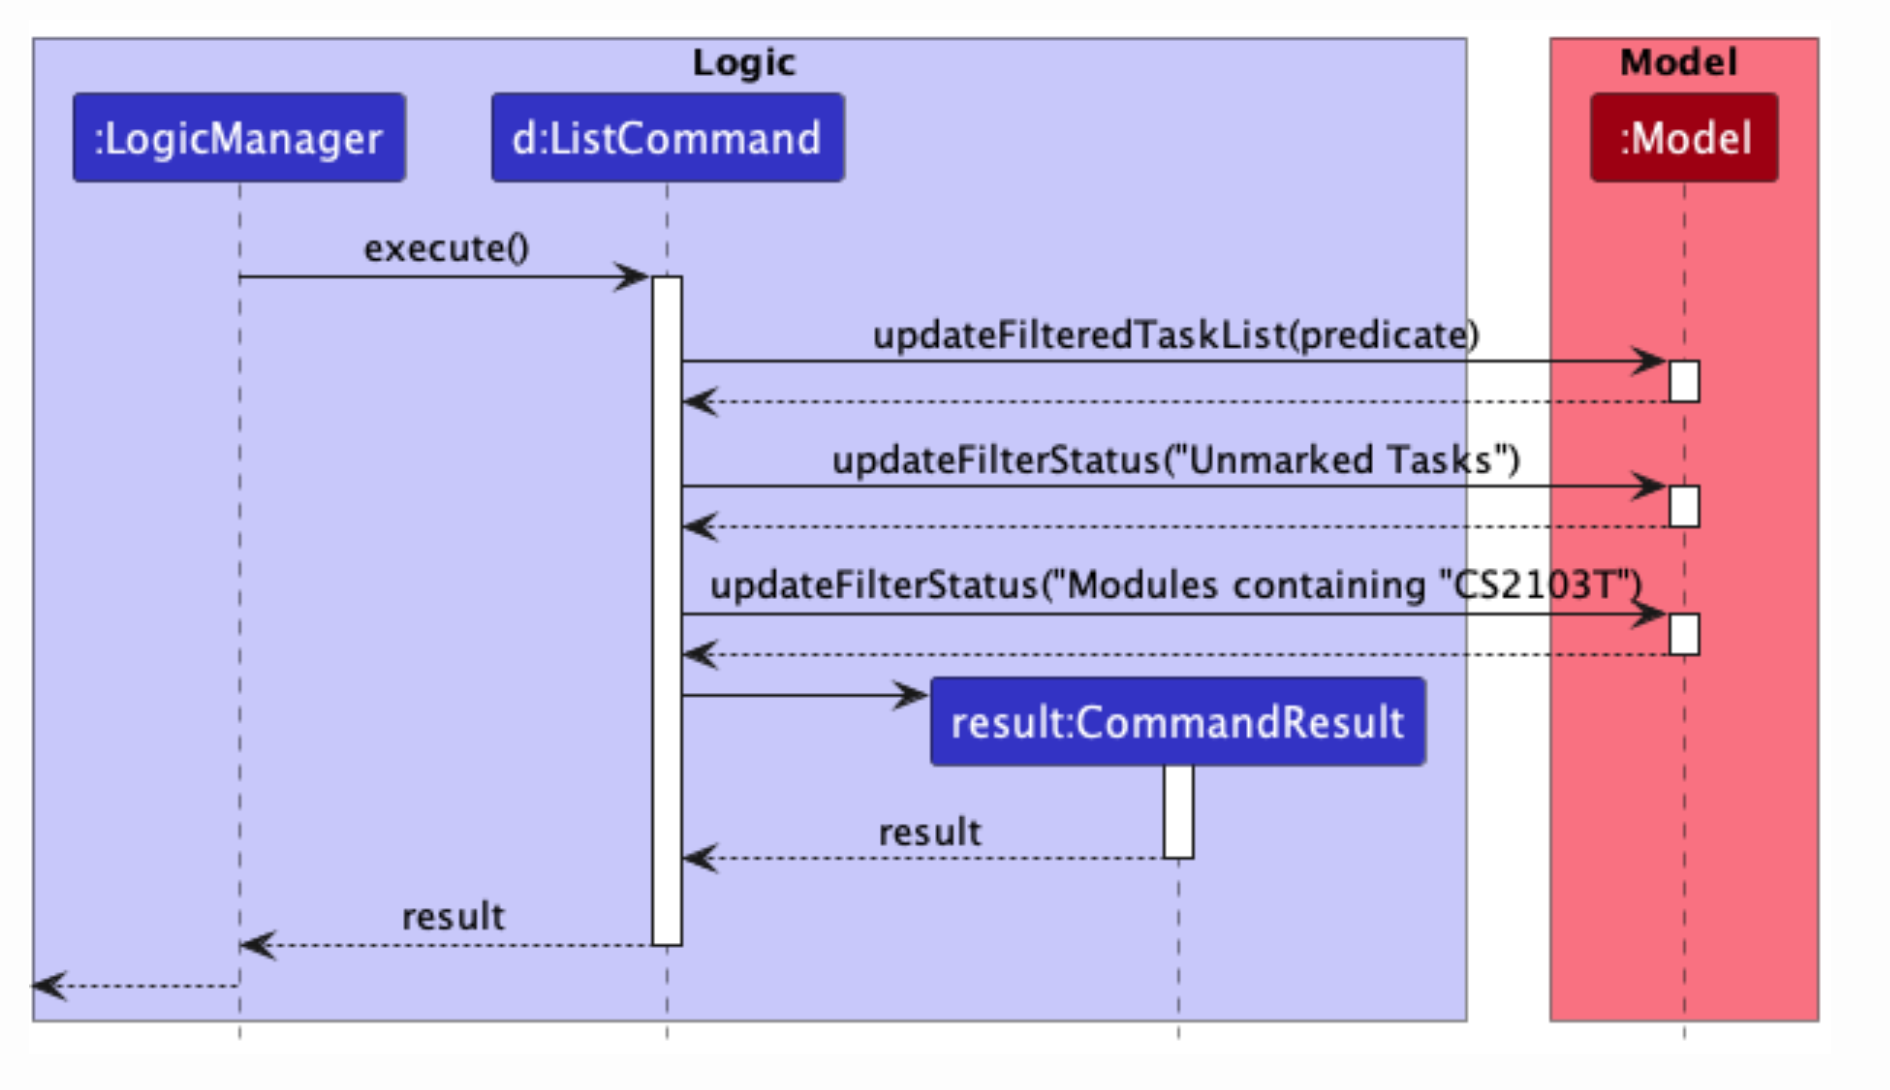 Logic
Model
:LogicManager
d:ListCommand
:Model
execute()
updateFilteredTaskList(predicate)
updateFilterStatus("Unmarked Tasks")
updateFilterStatus("Modules containing "CS2103T")
result:CommandResult
result
result